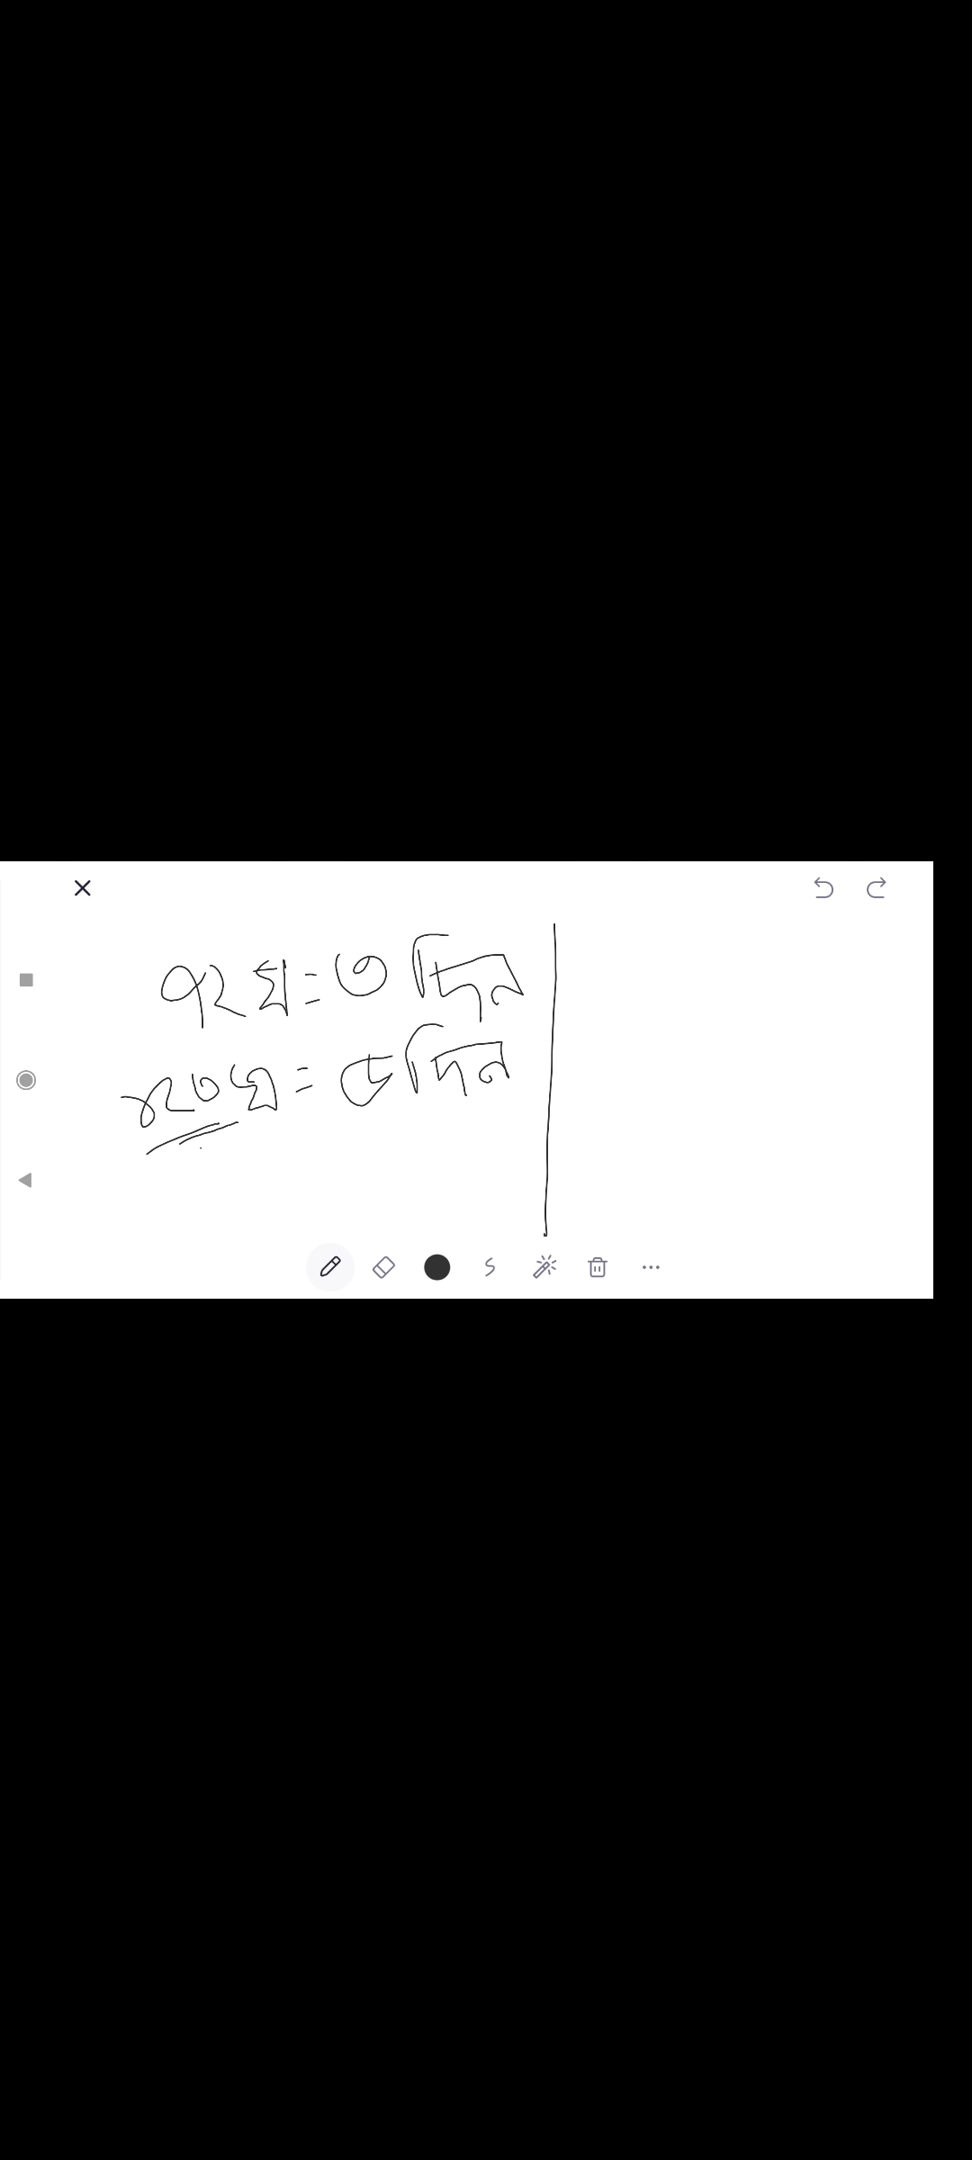 ৭২ ঘ = ৩ দিন
১২০ ঘ = ৫ দিন